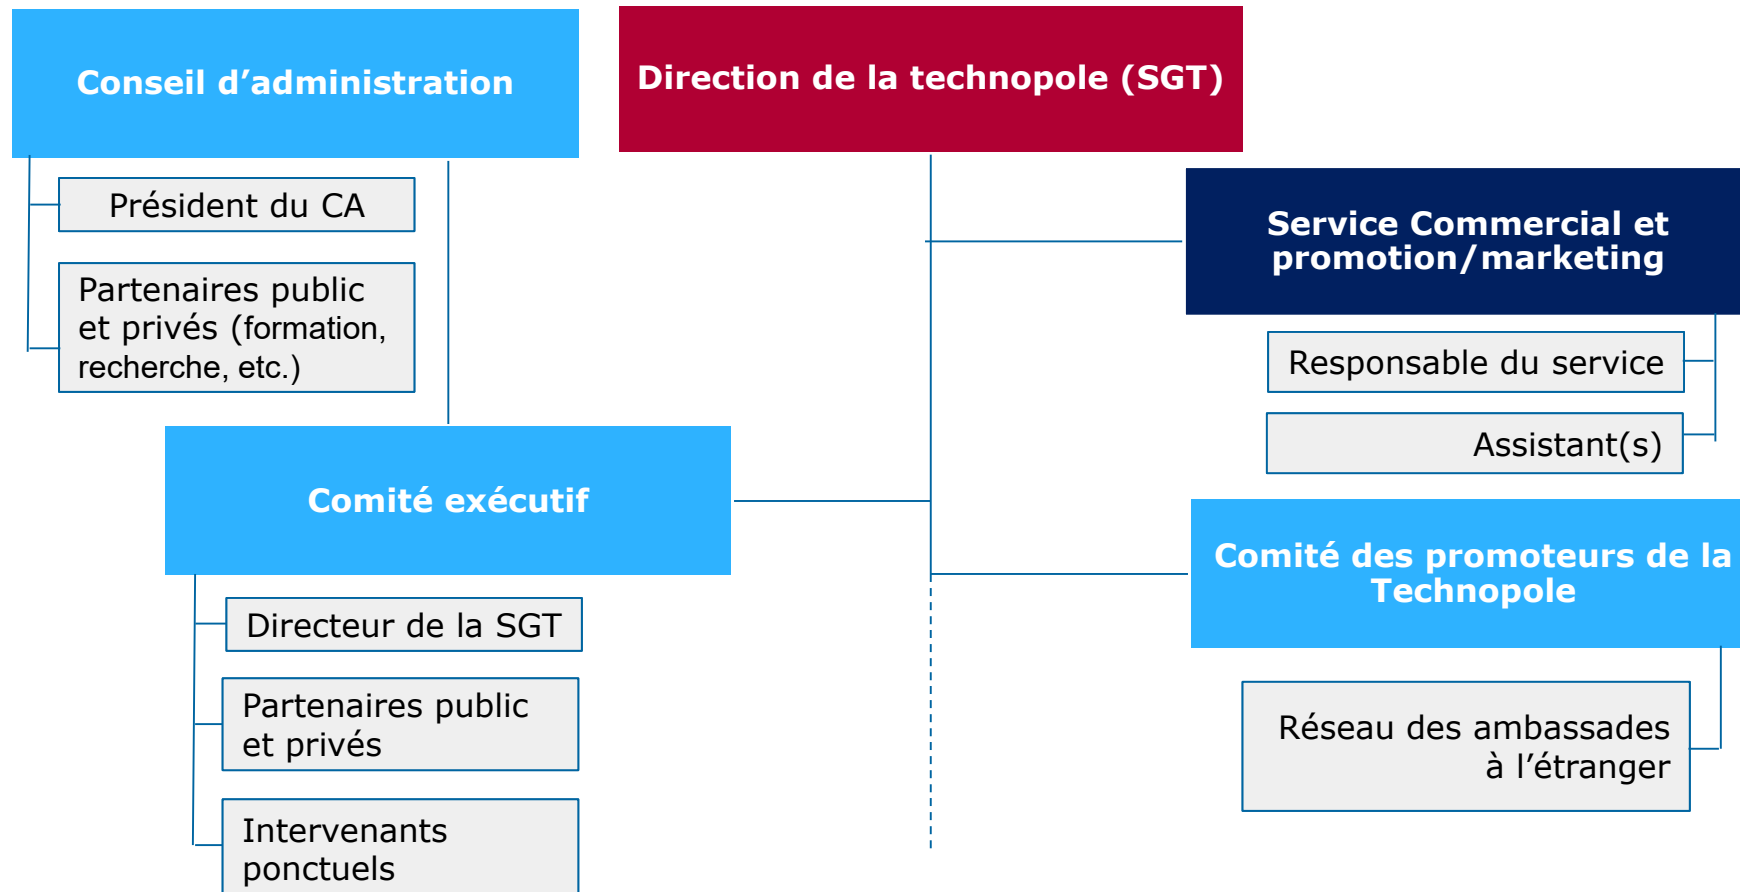 Conseil d’administration
Direction de la technopole (SGT)
Président du CA
Partenaires public
et privés (formation,
recherche, etc.)
Service Commercial et
promotion/marketing
Responsable du service
Assistant(s)
Comité exécutif
Directeur de la SGT
Partenaires public
et privés
Intervenants
ponctuels
Comité des promoteurs de la
Technopole
Réseau des ambassades
à l’étranger